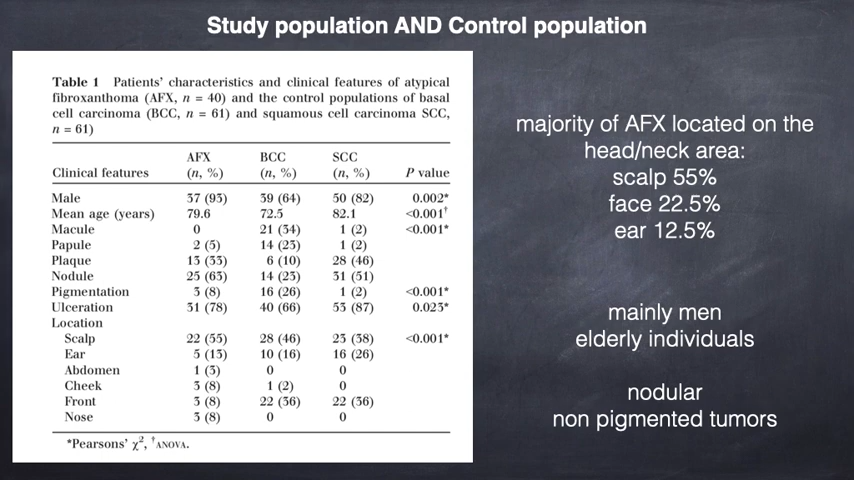 Study population AND Control population
Table 1 Patients' characteristics and clinical features of atypical
fibroxanthoma (AFX, n = 40) and the control populations of basal
cell carcinoma (BCC, n = 61) and squamous cell carcinoma SCC,
n = 61)
AFX BCC SCC
Clinical features (n, %) (n, %) (n, %) P value
Male 37 (93) 39 (64) 50 (82) 0.002*
Mean age (years) 79.6 72.5 82.1 <0.001†
Macule 0 21 (34) 1 (2) <0.001*
Papule 2 (5) 14 (23) 1 (2)
Plaque 13 (33) 6 (10) 28 (46)
Nodule 25 (63) 14 (23) 31 (51)
Pigmentation 3 (8) 16 (26) 1 (2) <0.001*
Ulceration 31 (78) 40 (66) 53 (87) 0.023*
Location
Scalp 22 (55) 28 (46) 23 (38) <0.001*
Ear 5 (13) 10 (16) 16 (26)
Abdomen 1 (3) 0 0
Cheek 3 (8) 1 (2) 0
Front 3 (8) 22 (36) 22 (36)
Nose 3 (8) 0 0
*Pearsons' χ², †ANOVA.
majority of AFX located on the
head/neck area:
scalp 55%
face 22.5%
ear 12.5%
mainly men
elderly individuals
nodular
non pigmented tumors